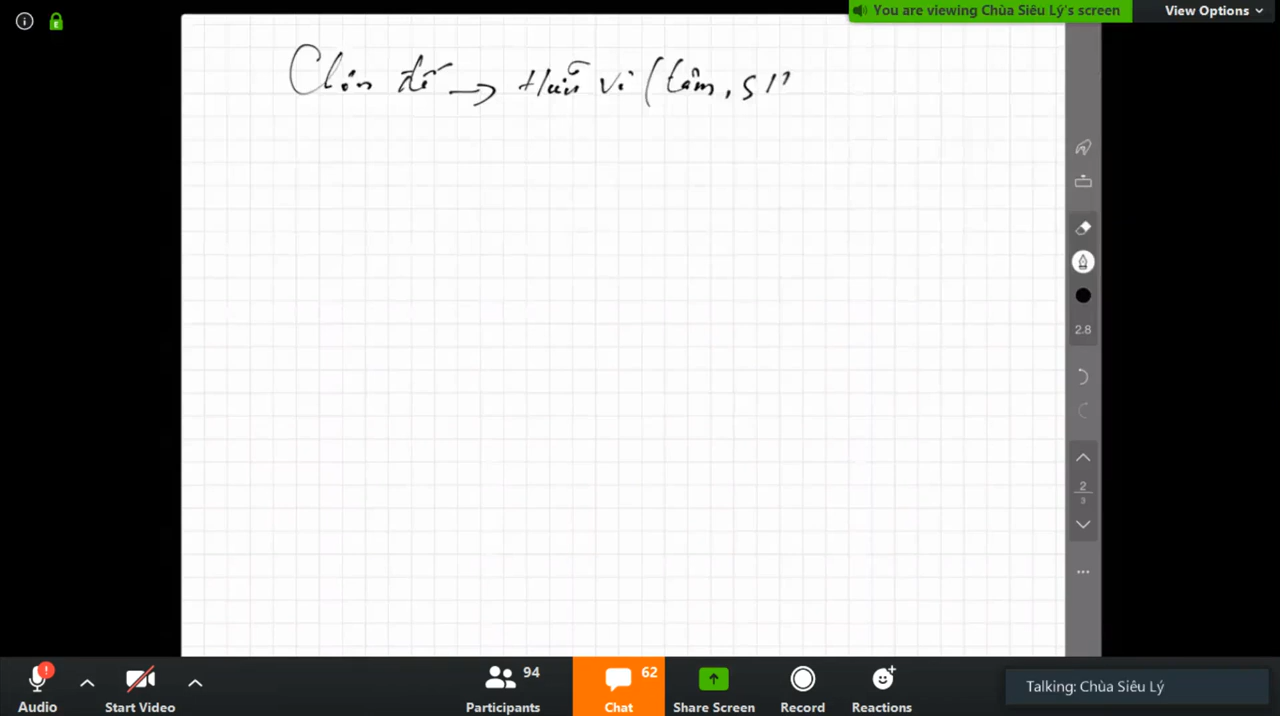 You are viewing Chùa Siêu Lý's screen
View Options
Chân đế → Hữu vi (tâm, s
2.8
2
3
94
62
Audio
Start Video
Participants
Chat
Share Screen
Record
Reactions
Talking: Chùa Siêu Lý